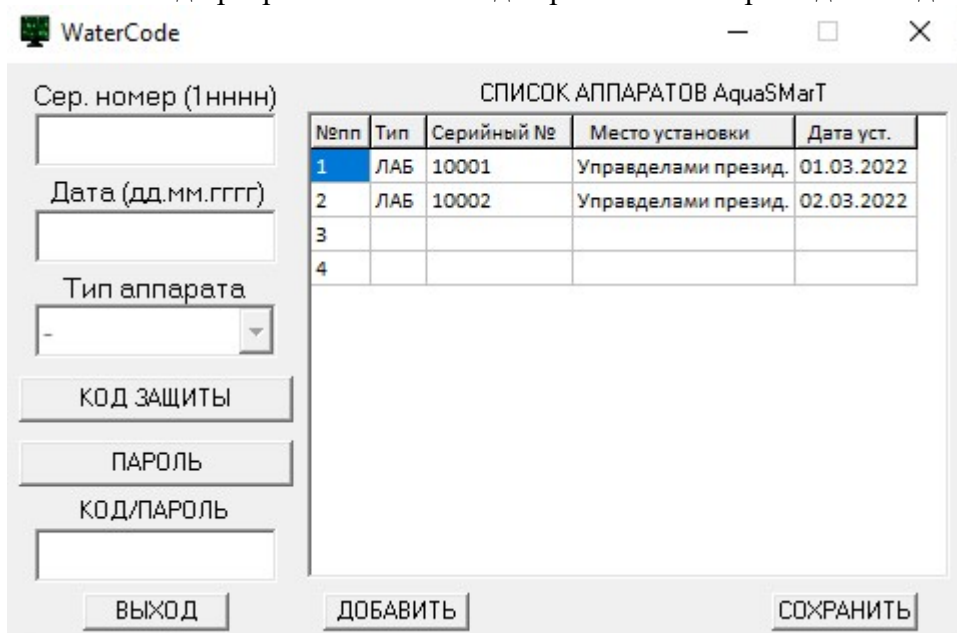 WaterCode
Сер. номер (1нннн)
Дата (дд.мм.гггг)
Тип аппарата
-
КОД ЗАЩИТЫ
ПАРОЛЬ
КОД/ПАРОЛЬ
ВЫХОД
СПИСОК АППАРАТОВ AquaSMarT
№пп Тип Серийный № Место установки Дата уст.
1 ЛАБ 10001 Управделами презид. 01.03.2022
2 ЛАБ 10002 Управделами презид. 02.03.2022
3
4
ДОБАВИТЬ СОХРАНИТЬ